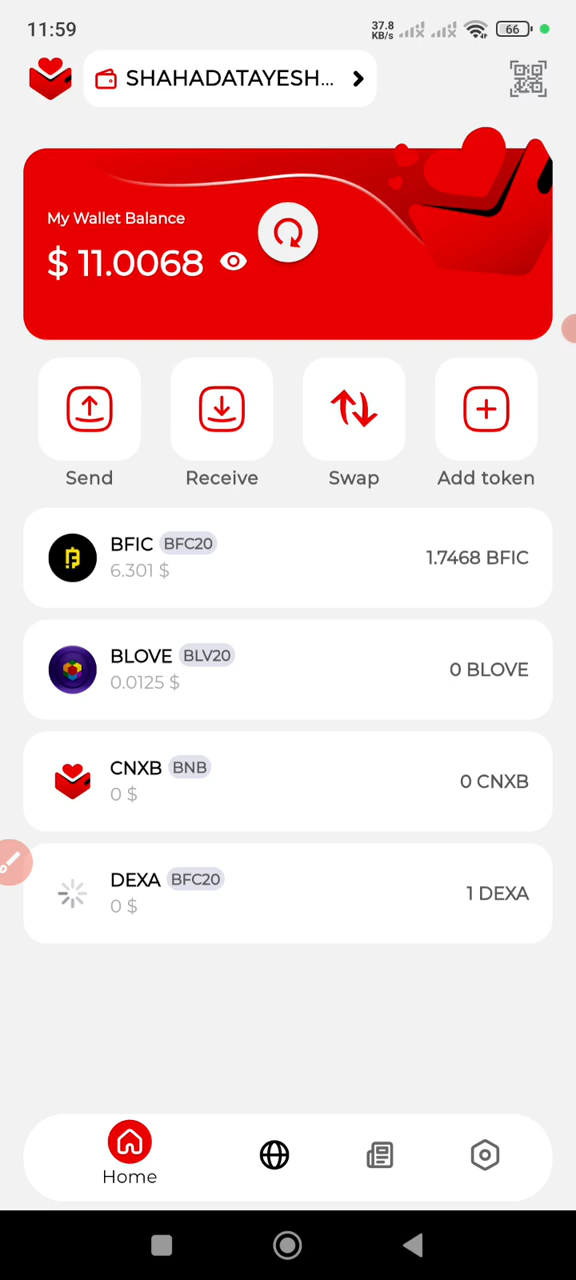 11:59
37.8
KB/s
66
SHAHADATAYESH...
My Wallet Balance
$ 11.0068
Send
Receive
Swap
Add token
BFIC BFC20
6.301 $
1.7468 BFIC
BLOVE BLV20
0.0125 $
0 BLOVE
CNXB BNB
0 $
0 CNXB
DEXA BFC20
0 $
1 DEXA
Home